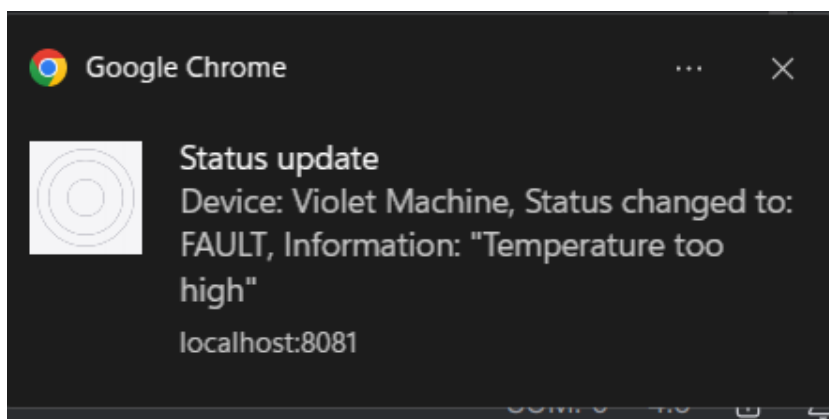 Google Chrome
Status update
Device: Violet Machine, Status changed to:
FAULT, Information: "Temperature too
high"
localhost:8081